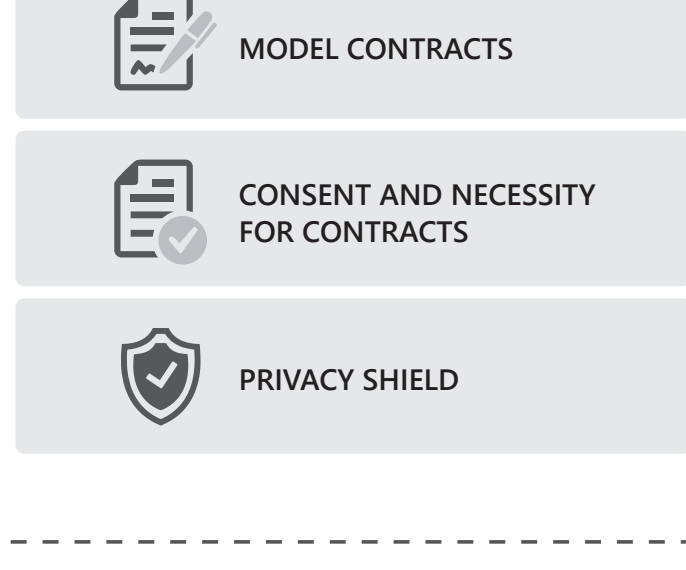 MODEL CONTRACTS
CONSENT AND NECESSITY
FOR CONTRACTS
PRIVACY SHIELD